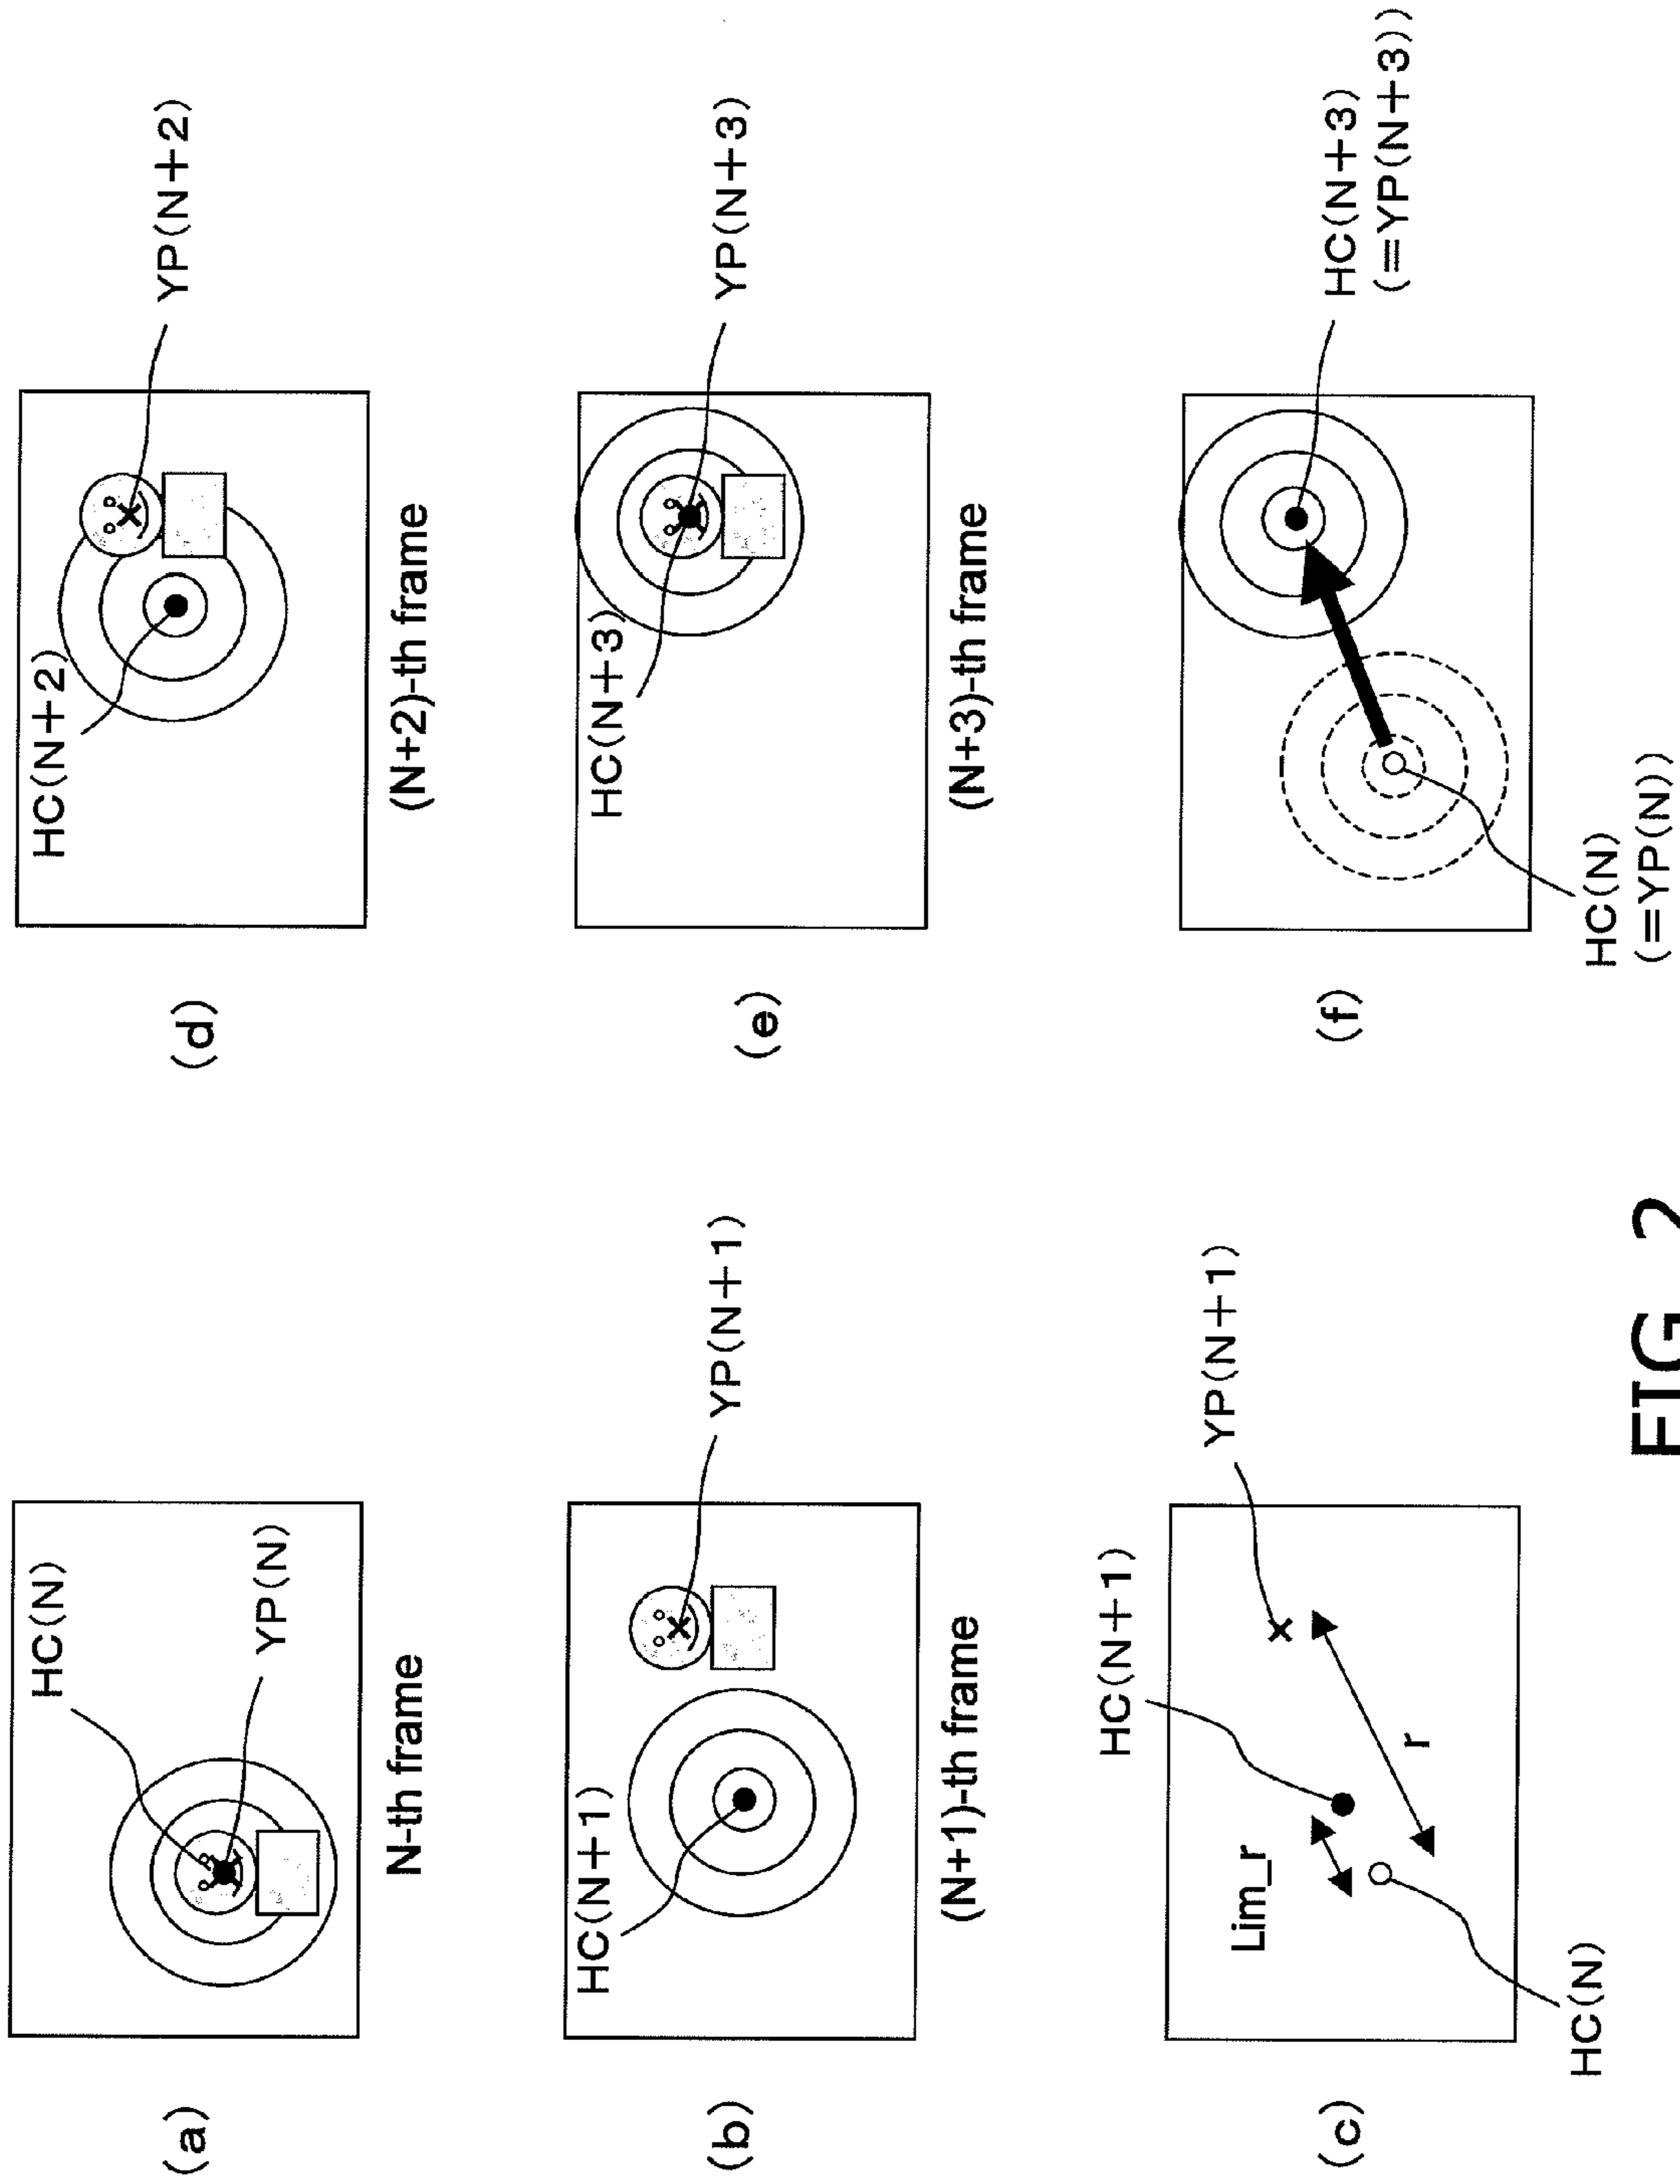 (a)
HC(N)
YP(N)
N-th frame
(b)
HC(N+1)
YP(N+1)
(N+1)-th frame
(c)
HC(N+1)
YP(N+1)
Lim_r
r
HC(N)
(d)
HC(N+2)
YP(N+2)
(N+2)-th frame
(e)
HC(N+3)
YP(N+3)
(N+3)-th frame
(f)
HC(N+3)
(=YP(N+3))
HC(N)
(=YP(N))
FIG. 2